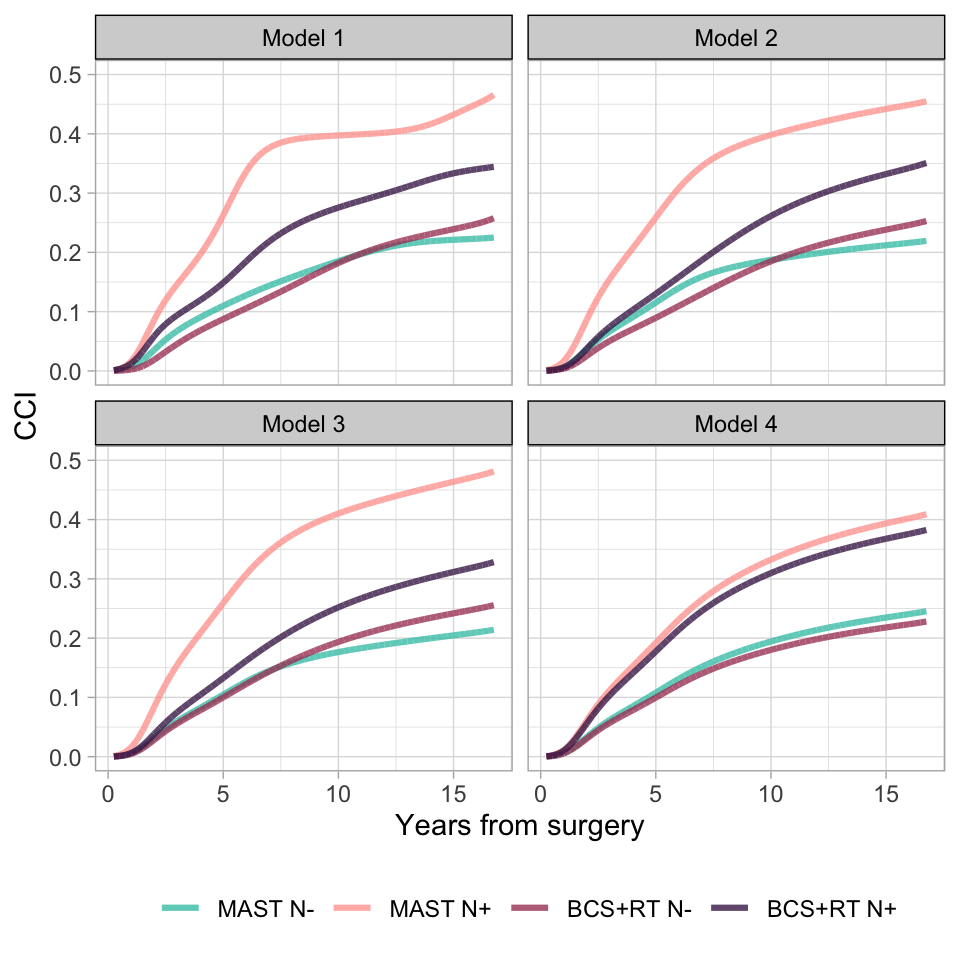 Model 1 Model 2
0.5
0.4
0.3
0.2
0.1
0.0
Model 3 Model 4
0.5
0.4
0.3
0.2
0.1
0.0
CCI
0 5 10 15 0 5 10 15
Years from surgery
MAST N- MAST N+ BCS+RT N- BCS+RT N+